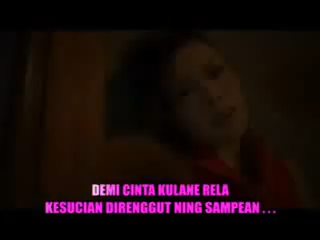 DEMI CINTA KULANE RELA
KESUCIAN DIRENGGUT NING SAMPEAN . . .